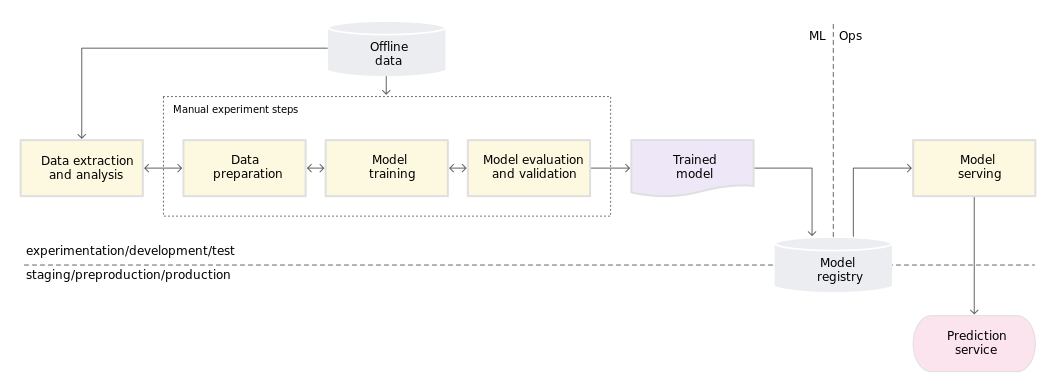 Offline
data
ML
Ops
Manual experiment steps
Data extraction
and analysis
Data
preparation
Model
training
Model evaluation
and validation
Trained
model
Model
serving
experimentation/development/test
staging/preproduction/production
Model
registry
Prediction
service